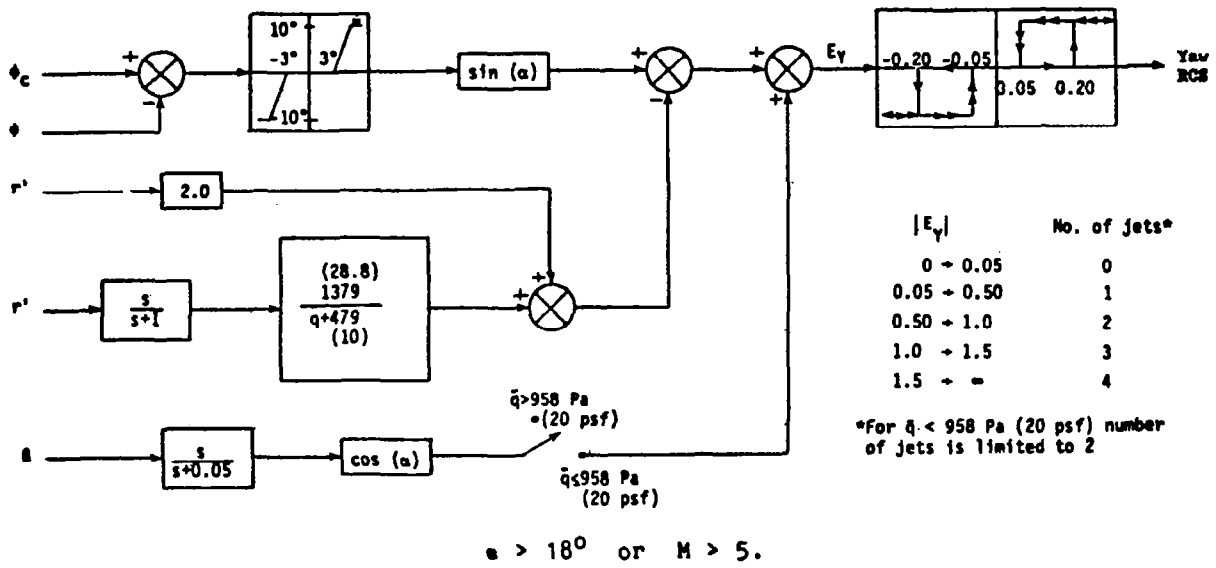 10°
-3°
3°
-10°
ϕc
+
-
ϕ
sin (α)
+
-
+
+
Eγ
-0.20 -0.05
0.05 0.20
Yaw
RCS
r'
2.0
r'
s
s+1
(28.8)
1379
q+479
(10)
+
+
s
s+0.05
cos (α)
q̄>958 Pa
(20 psf)
q̄≤958 Pa
(20 psf)
|Eγ| No. of jets*
0 → 0.05 0
0.05 → 0.50 1
0.50 → 1.0 2
1.0 → 1.5 3
1.5 → ∞ 4
*For q̄ < 958 Pa (20 psf) number
of jets is limited to 2
> 18° or M > 5.